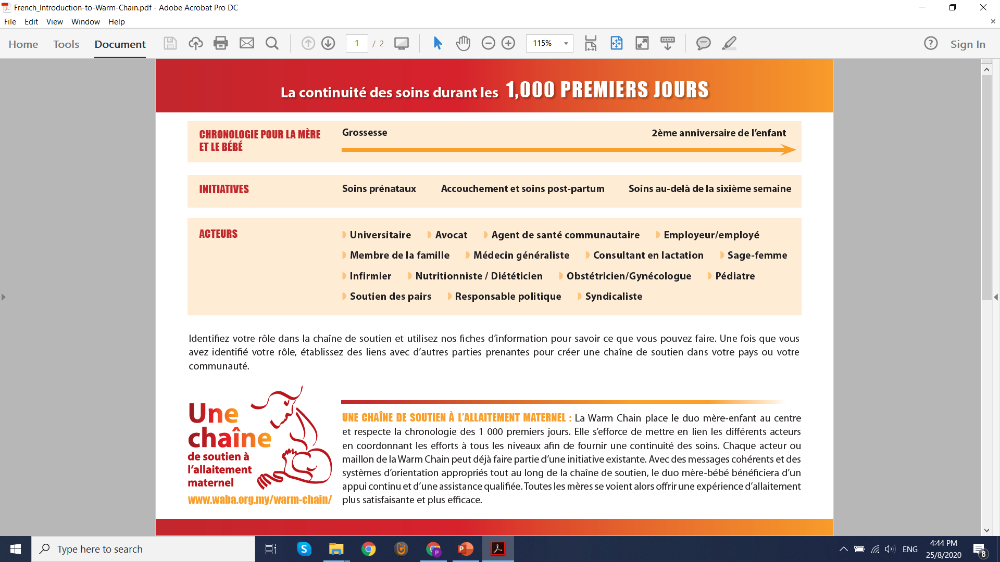 French_Introduction-to-Warm-Chain.pdf - Adobe Acrobat Pro DC
File Edit View Window Help
Home Tools Document 1 / 2 115% Sign In
La continuité des soins durant les 1,000 PREMIERS JOURS
CHRONOLOGIE POUR LA MÈRE
ET LE BÉBÉ
Grossesse 2ème anniversaire de l’enfant
INITIATIVES Soins prénataux Accouchement et soins post-partum Soins au-delà de la sixième semaine
ACTEURS Universitaire Avocat Agent de santé communautaire Employeur/employé
Membre de la famille Médecin généraliste Consultant en lactation Sage-femme
Infirmier Nutritionniste / Diététicien Obstétricien/Gynécologue Pédiatre
Soutien des pairs Responsable politique Syndicaliste
Identifiez votre rôle dans la chaîne de soutien et utilisez nos fiches d’information pour savoir ce que vous pouvez faire. Une fois que vous
avez identifié votre rôle, établissez des liens avec d’autres parties prenantes pour créer une chaîne de soutien dans votre pays ou votre
communauté.
Une
chaîne
de soutien à
l’allaitement
maternel
www.waba.org.my/warm-chain/
UNE CHAÎNE DE SOUTIEN À L'ALLAITEMENT MATERNEL : La Warm Chain place le duo mère-enfant au centre
et respecte la chronologie des 1 000 premiers jours. Elle s’efforce de mettre en lien les différents acteurs
en coordonnant les efforts à tous les niveaux afin de fournir une continuité des soins. Chaque acteur ou
maillon de la Warm Chain peut déjà faire partie d’une initiative existante. Avec des messages cohérents et des
systèmes d’orientation appropriés tout au long de la chaîne de soutien, le duo mère-bébé bénéficiera d’un
appui continu et d’une assistance qualifiée. Toutes les mères se voient alors offrir une expérience d’allaitement
plus satisfaisante et plus efficace.
Type here to search
ENG
4:44 PM
25/8/2020
8